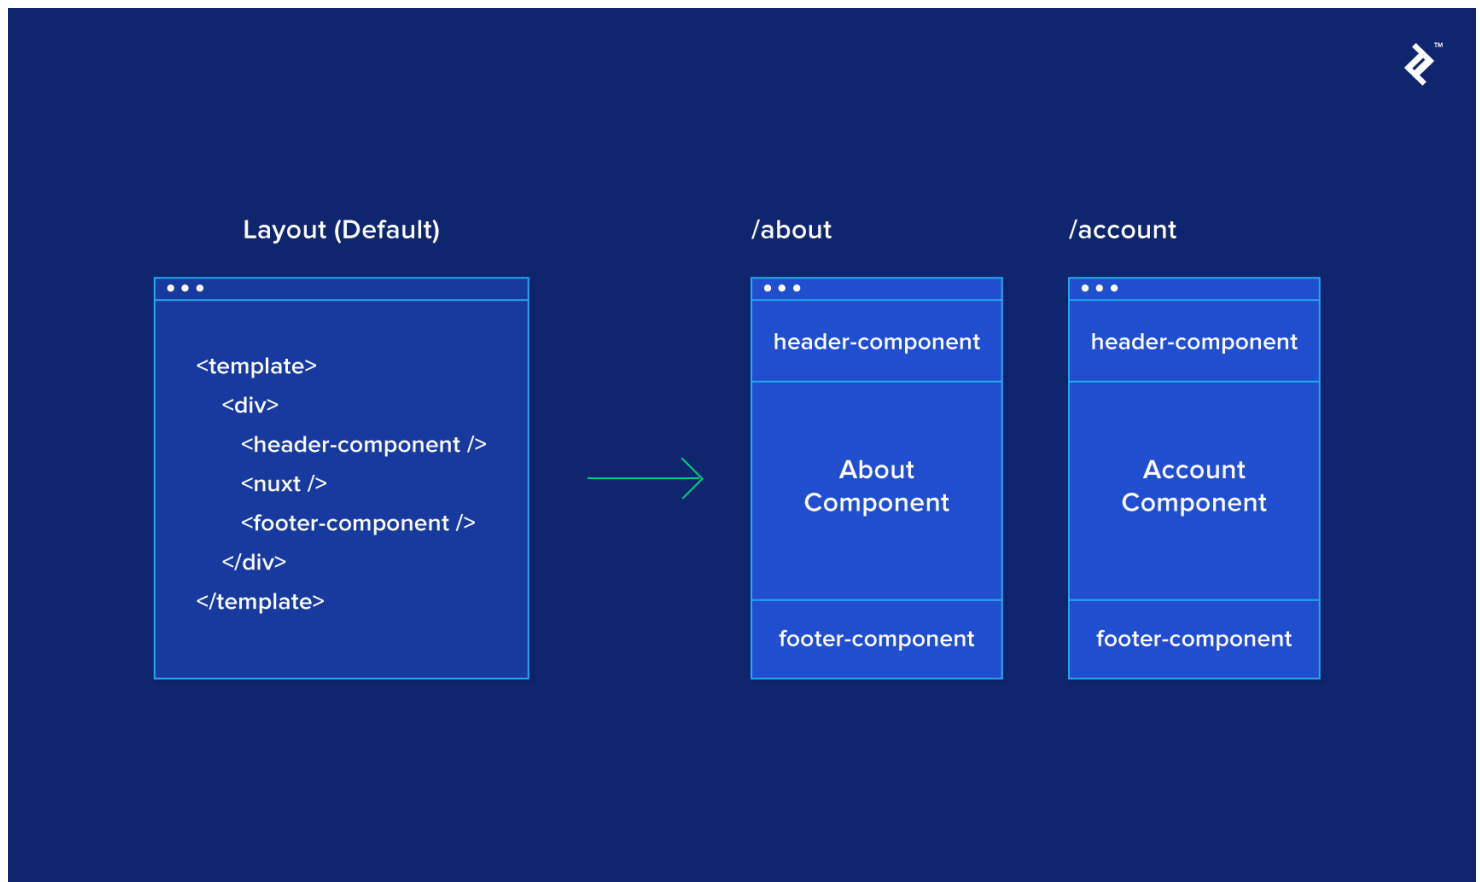 TM
Layout (Default)
/about
/account
<template>
<div>
<header-component />
<nuxt />
<footer-component />
</div>
</template>
header-component
About
Component
footer-component
header-component
Account
Component
footer-component